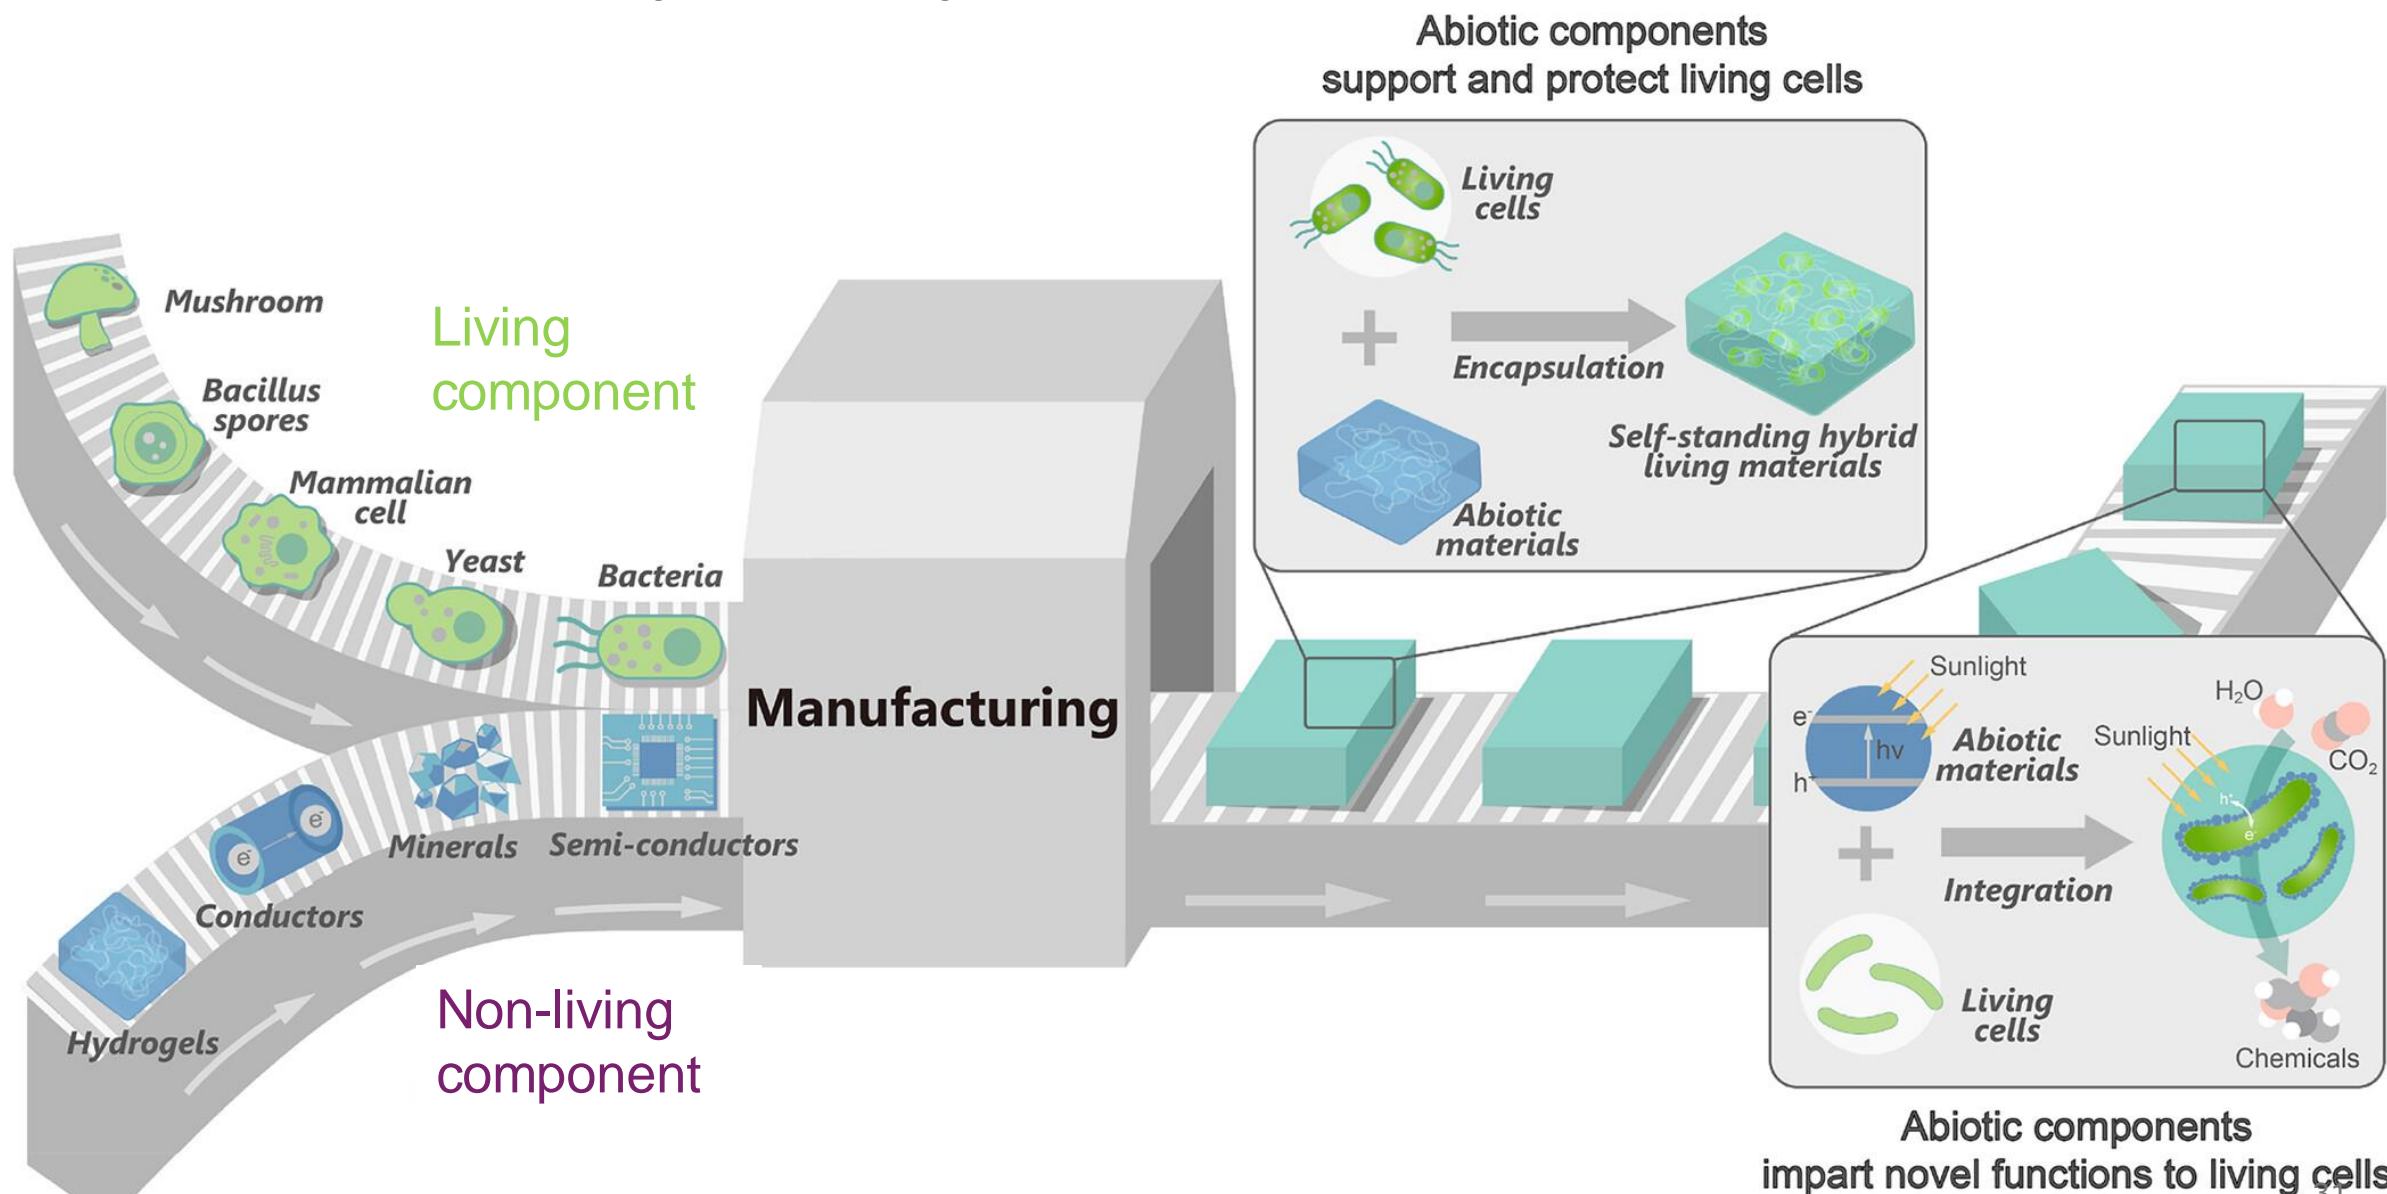 Abiotic components
support and protect living cells
Living
cells
Encapsulation
Self-standing hybrid
living materials
Abiotic
materials
Mushroom
Living
component
Bacillus
spores
Mammalian
cell
Yeast
Bacteria
Manufacturing
Minerals
Semi-conductors
e-
e-
Conductors
Hydrogels
Non-living
component
Sunlight
e-
hv
h+
Abiotic
materials
Sunlight
H₂O
CO₂
h+
e-
Integration
Living
cells
Chemicals
Abiotic components
impart novel functions to living cells